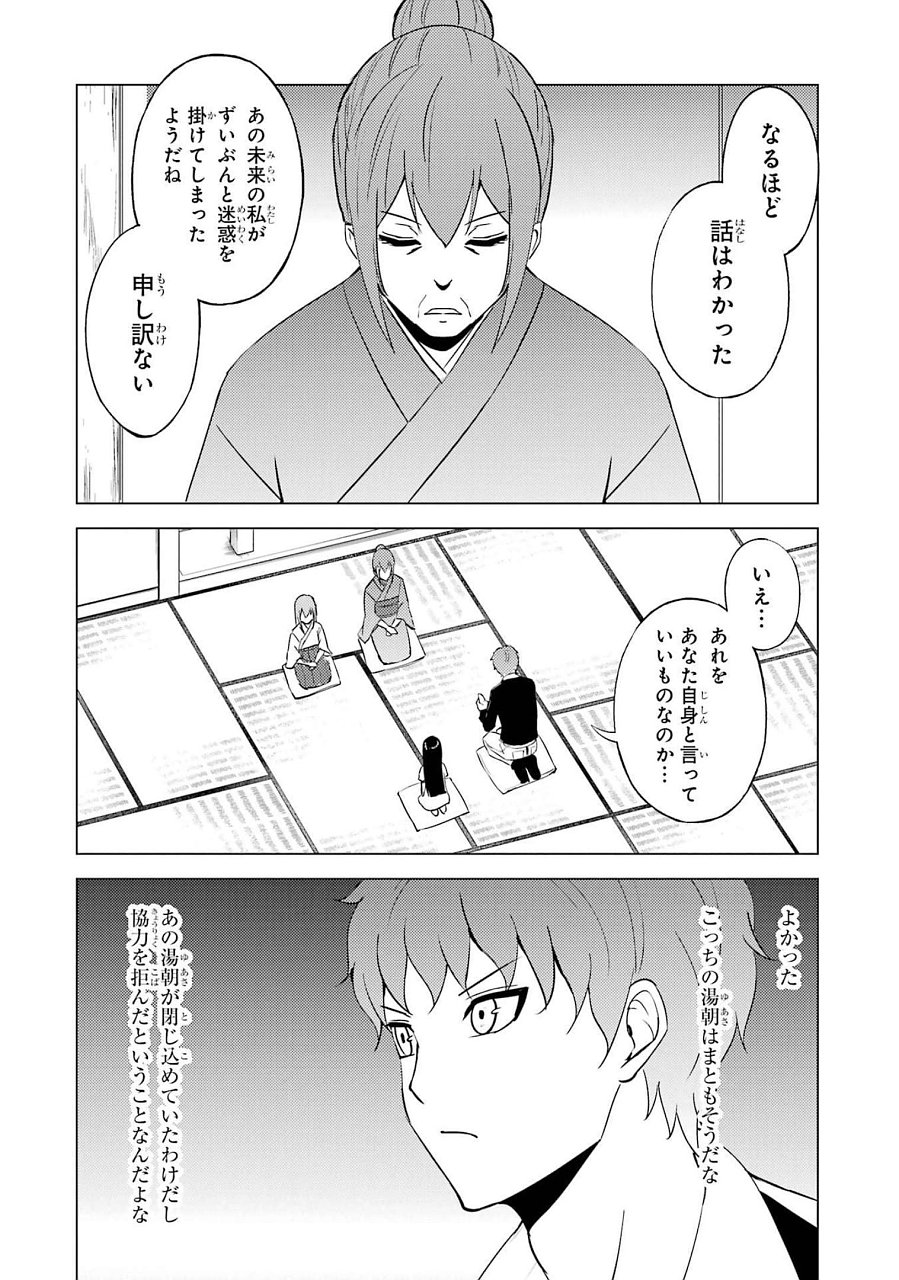 なるほど
話はわかった
あの未来の私が
ずいぶんと迷惑を
掛けてしまった
ようだね
申し訳ない
いえ…
あれを
あなた自身と言って
いいものなのか…
よかった
こっちの湯朝はまともそうだな
あの湯朝が閉じ込めていたわけだし
協力を拒んだということなんだよな